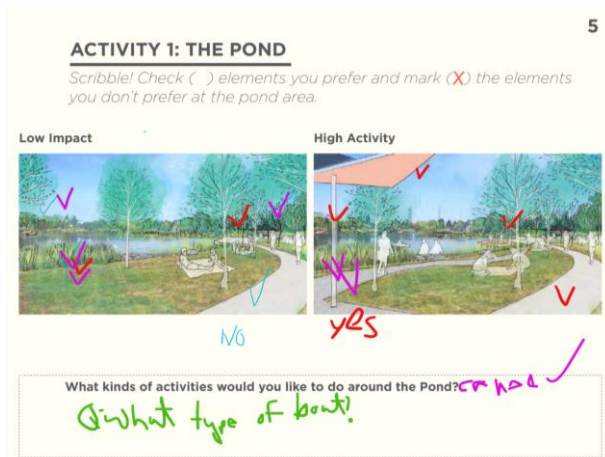 5
ACTIVITY 1: THE POND
Scribble! Check ( ) elements you prefer and mark (X) the elements
you don't prefer at the pond area.
Low Impact
High Activity
NO
yes
What kinds of activities would you like to do around the Pond?
Q: What type of boat?